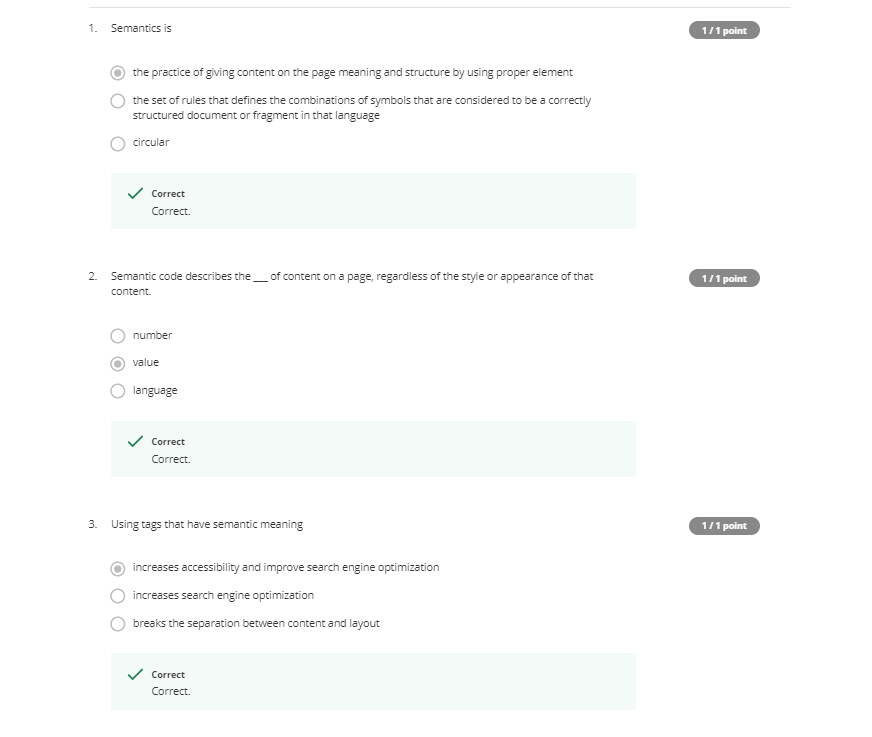 1. Semantics is
1 / 1 point
the practice of giving content on the page meaning and structure by using proper element
the set of rules that defines the combinations of symbols that are considered to be a correctly
structured document or fragment in that language
circular
Correct
Correct.
2. Semantic code describes the __ of content on a page, regardless of the style or appearance of that
content.
1 / 1 point
number
value
language
Correct
Correct.
3. Using tags that have semantic meaning
1 / 1 point
increases accessibility and improve search engine optimization
increases search engine optimization
breaks the separation between content and layout
Correct
Correct.